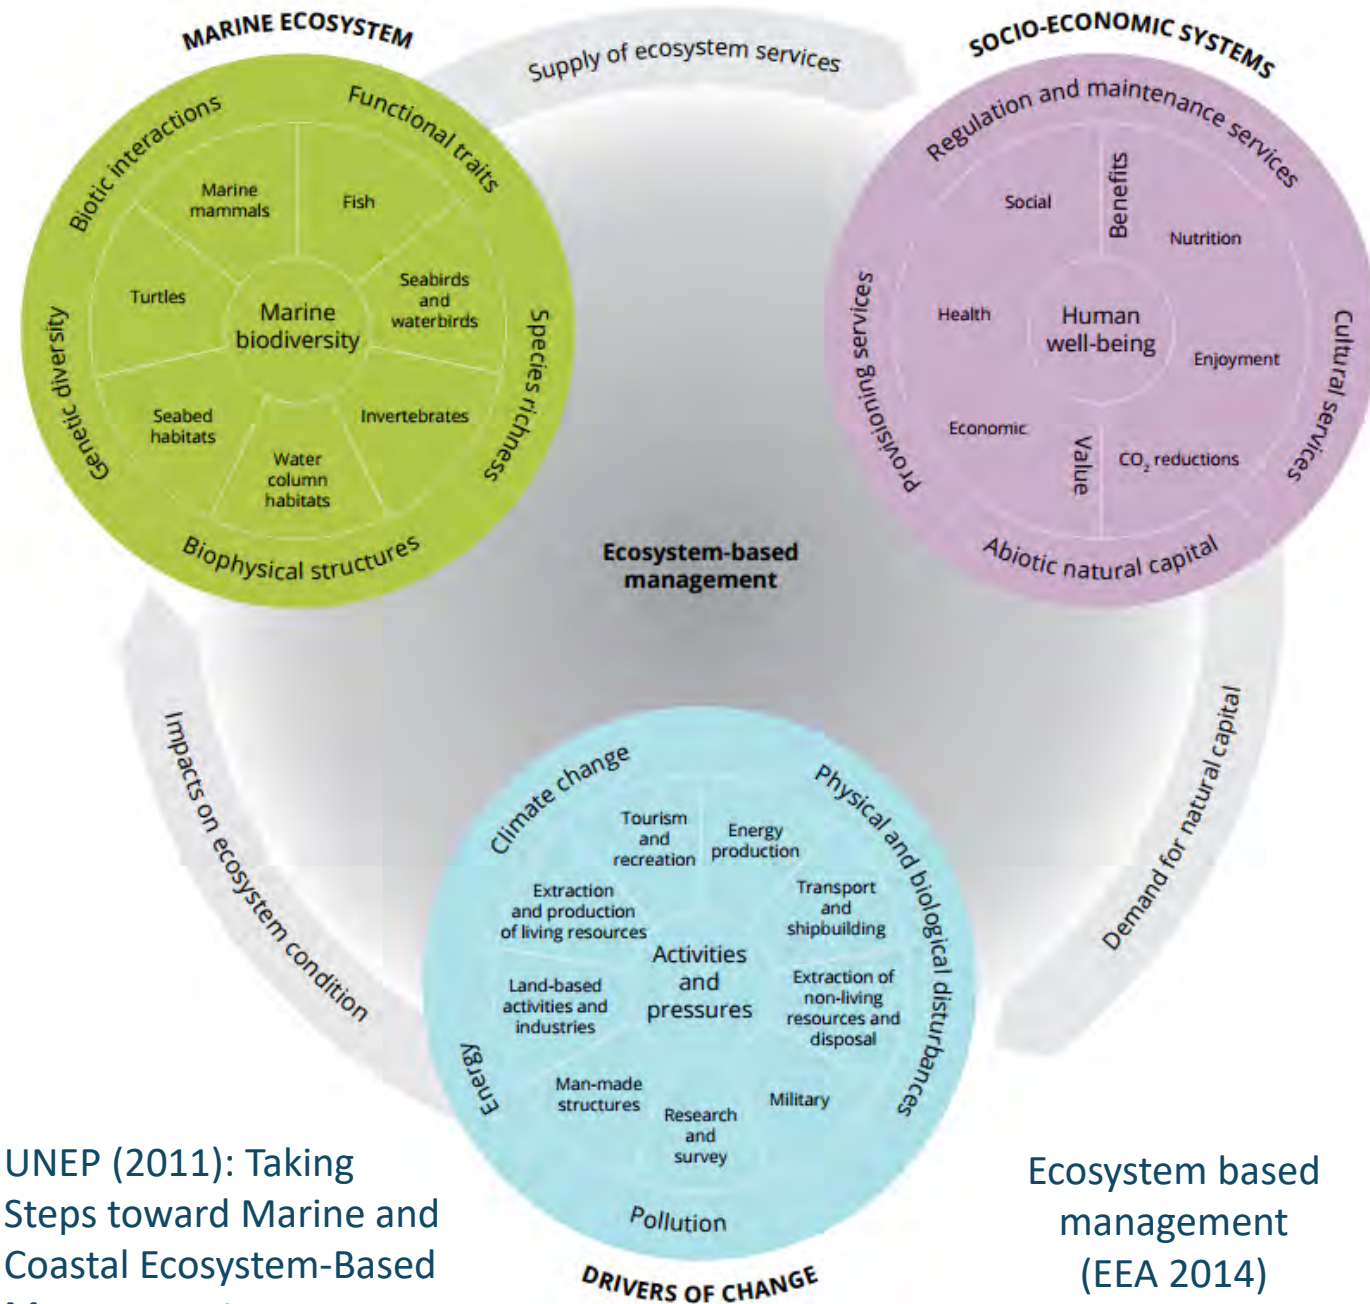 MARINE ECOSYSTEM
Biotic interactions
Functional traits
Species richness
Biophysical structures
Genetic diversity
Marine
mammals
Fish
Seabirds
and
waterbirds
Invertebrates
Water
column
habitats
Seabed
habitats
Turtles
Marine
biodiversity
Supply of ecosystem services
SOCIO-ECONOMIC SYSTEMS
Regulation and maintenance services
Cultural services
Abiotic natural capital
Provisioning services
Benefits
Social
Nutrition
Health
Human
well-being
Enjoyment
Economic
Value
CO₂ reductions
Ecosystem-based
management
Demand for natural capital
Impacts on ecosystem condition
Climate change
Physical and biological disturbances
Energy
Pollution
Tourism
and
recreation
Energy
production
Transport
and
shipbuilding
Extraction of
non-living
resources and
disposal
Military
Research
and
survey
Man-made
structures
Land-based
activities and
industries
Extraction
and production
of living resources
Activities
and
pressures
DRIVERS OF CHANGE
UNEP (2011): Taking
Steps toward Marine and
Coastal Ecosystem-Based
Ecosystem based
management
(EEA 2014)